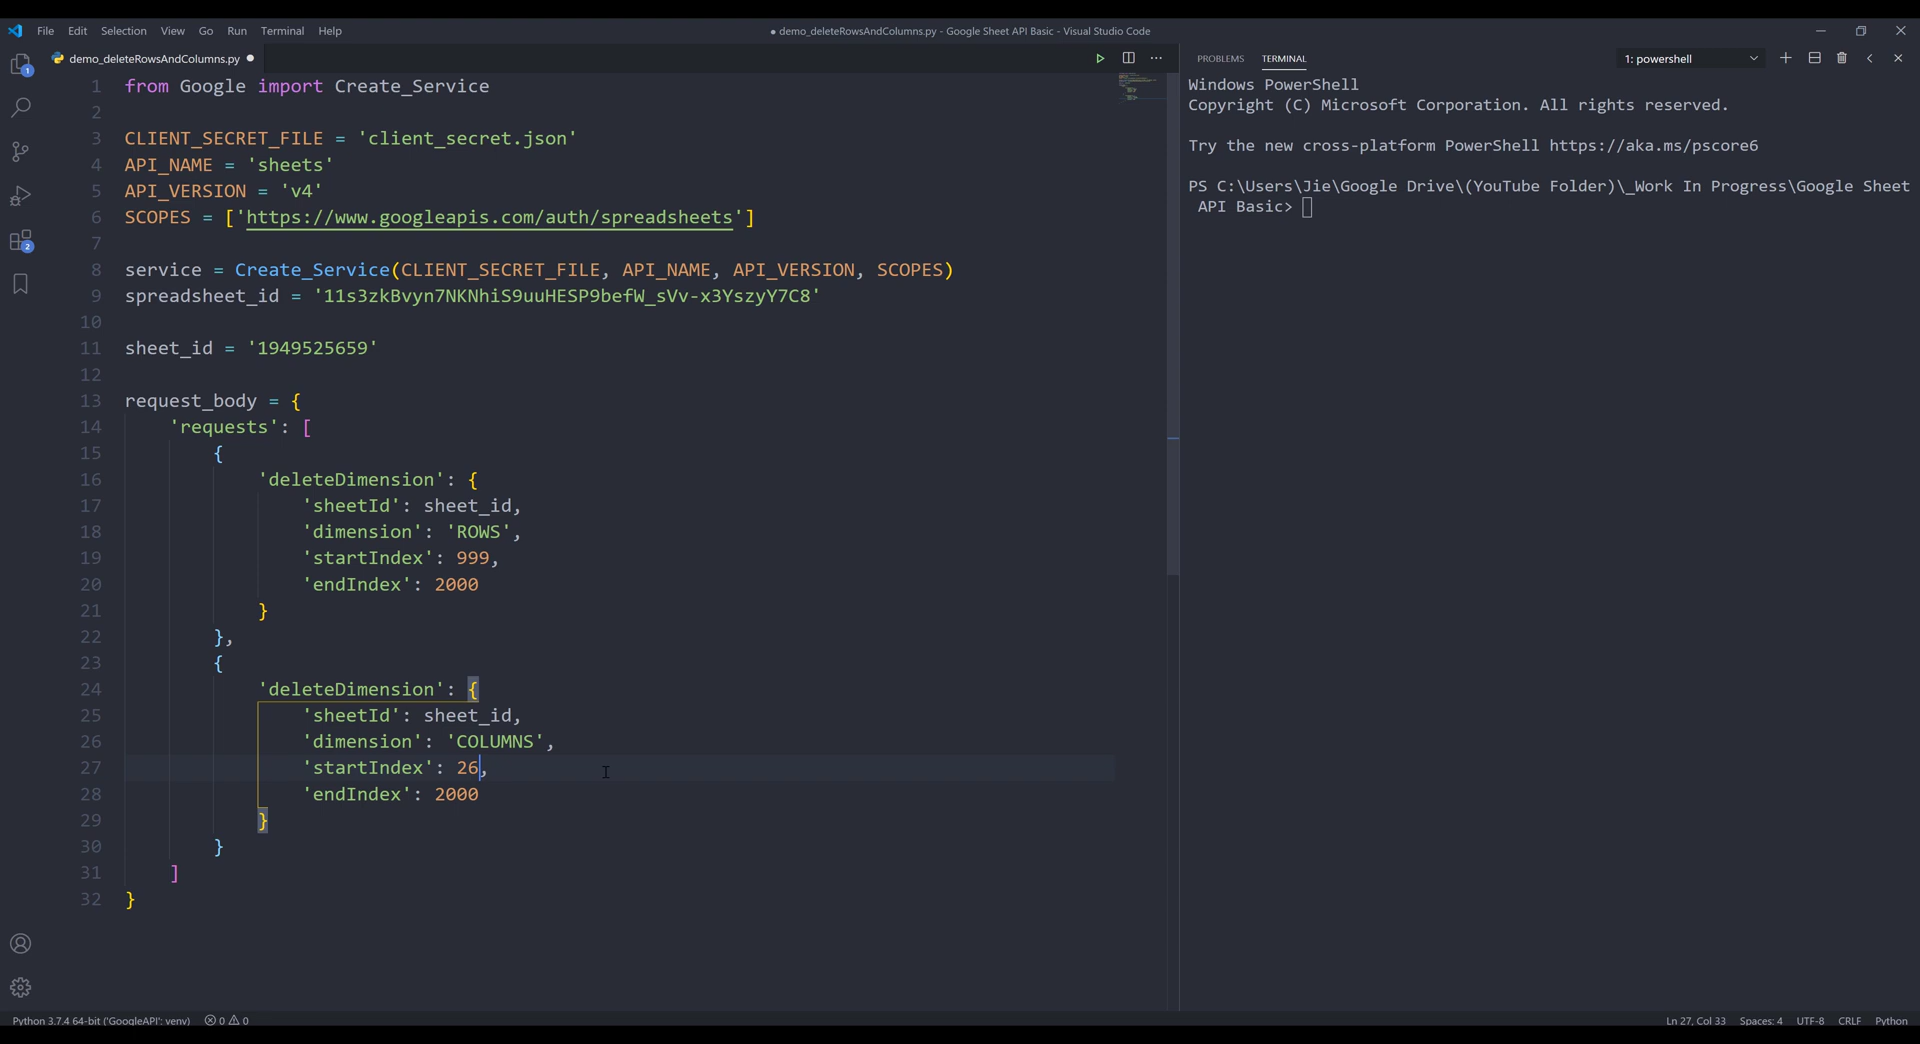 File Edit Selection View Go Run Terminal Help
● demo_deleteRowsAndColumns.py - Google Sheet API Basic - Visual Studio Code
demo_deleteRowsAndColumns.py ●
1 from Google import Create_Service
2
3 CLIENT_SECRET_FILE = 'client_secret.json'
4 API_NAME = 'sheets'
5 API_VERSION = 'v4'
6 SCOPES = ['https://www.googleapis.com/auth/spreadsheets']
7
8 service = Create_Service(CLIENT_SECRET_FILE, API_NAME, API_VERSION, SCOPES)
9 spreadsheet_id = '11s3zkBvyn7NKNhiS9uuHESP9befW_sVv-x3YszyY7C8'
10
11 sheet_id = '1949525659'
12
13 request_body = {
14 'requests': [
15 {
16 'deleteDimension': {
17 'sheetId': sheet_id,
18 'dimension': 'ROWS',
19 'startIndex': 999,
20 'endIndex': 2000
21 }
22 },
23 {
24 'deleteDimension': {
25 'sheetId': sheet_id,
26 'dimension': 'COLUMNS',
27 'startIndex': 26,
28 'endIndex': 2000
29 }
30 }
31 ]
32 }
PROBLEMS TERMINAL 1: powershell
Windows PowerShell
Copyright (C) Microsoft Corporation. All rights reserved.
Try the new cross-platform PowerShell https://aka.ms/pscore6
PS C:\Users\Jie\Google Drive\(YouTube Folder)\_Work In Progress\Google Sheet
API Basic>
1
2
Python 3.7.4 64-bit ('GoogleAPI': venv) 0 0
Ln 27, Col 33 Spaces: 4 UTF-8 CRLF Python